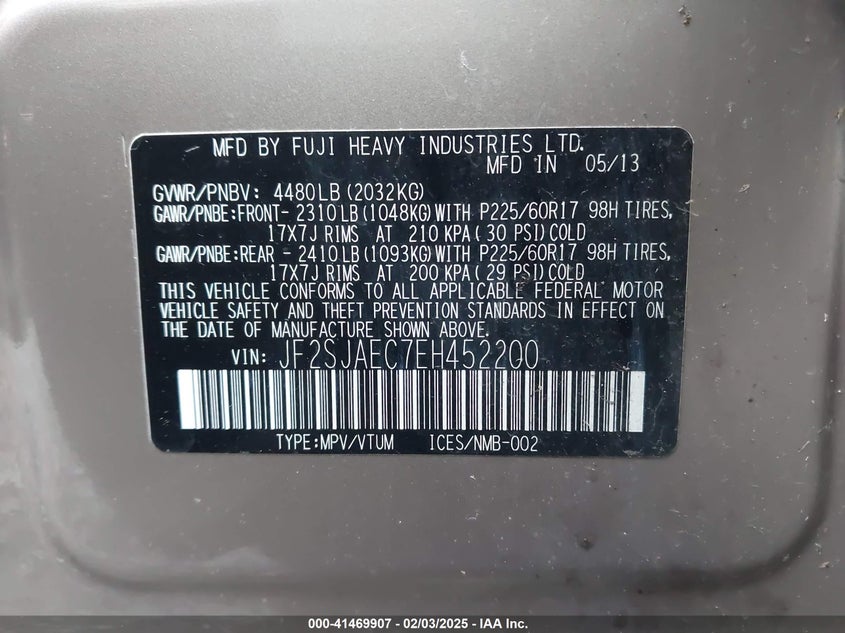 MFD BY FUJI HEAVY INDUSTRIES LTD.
MFD IN 05/13
GVWR/PNBV: 4480LB(2032KG)
GAWR/PNBE:FRONT- 2310LB(1048KG)WITH P225/60R17 98H TIRES,
17X7J RIMS AT 210 KPA( 30 PSI)COLD
GAWR/PNBE:REAR - 2410LB(1093KG)WITH P225/60R17 98H TIRES,
17X7J RIMS AT 200 KPA( 29 PSI)COLD
THIS VEHICLE CONFORMS TO ALL APPLICABLE FEDERAL MOTOR
VEHICLE SAFETY AND THEFT PREVENTION STANDARDS IN EFFECT ON
THE DATE OF MANUFACTURE SHOWN ABOVE.
VIN: JF2SJAEC7EH452200
TYPE:MPV/VTUM ICES/NMB-002
000-41469907 - 02/03/2025 - IAA Inc.